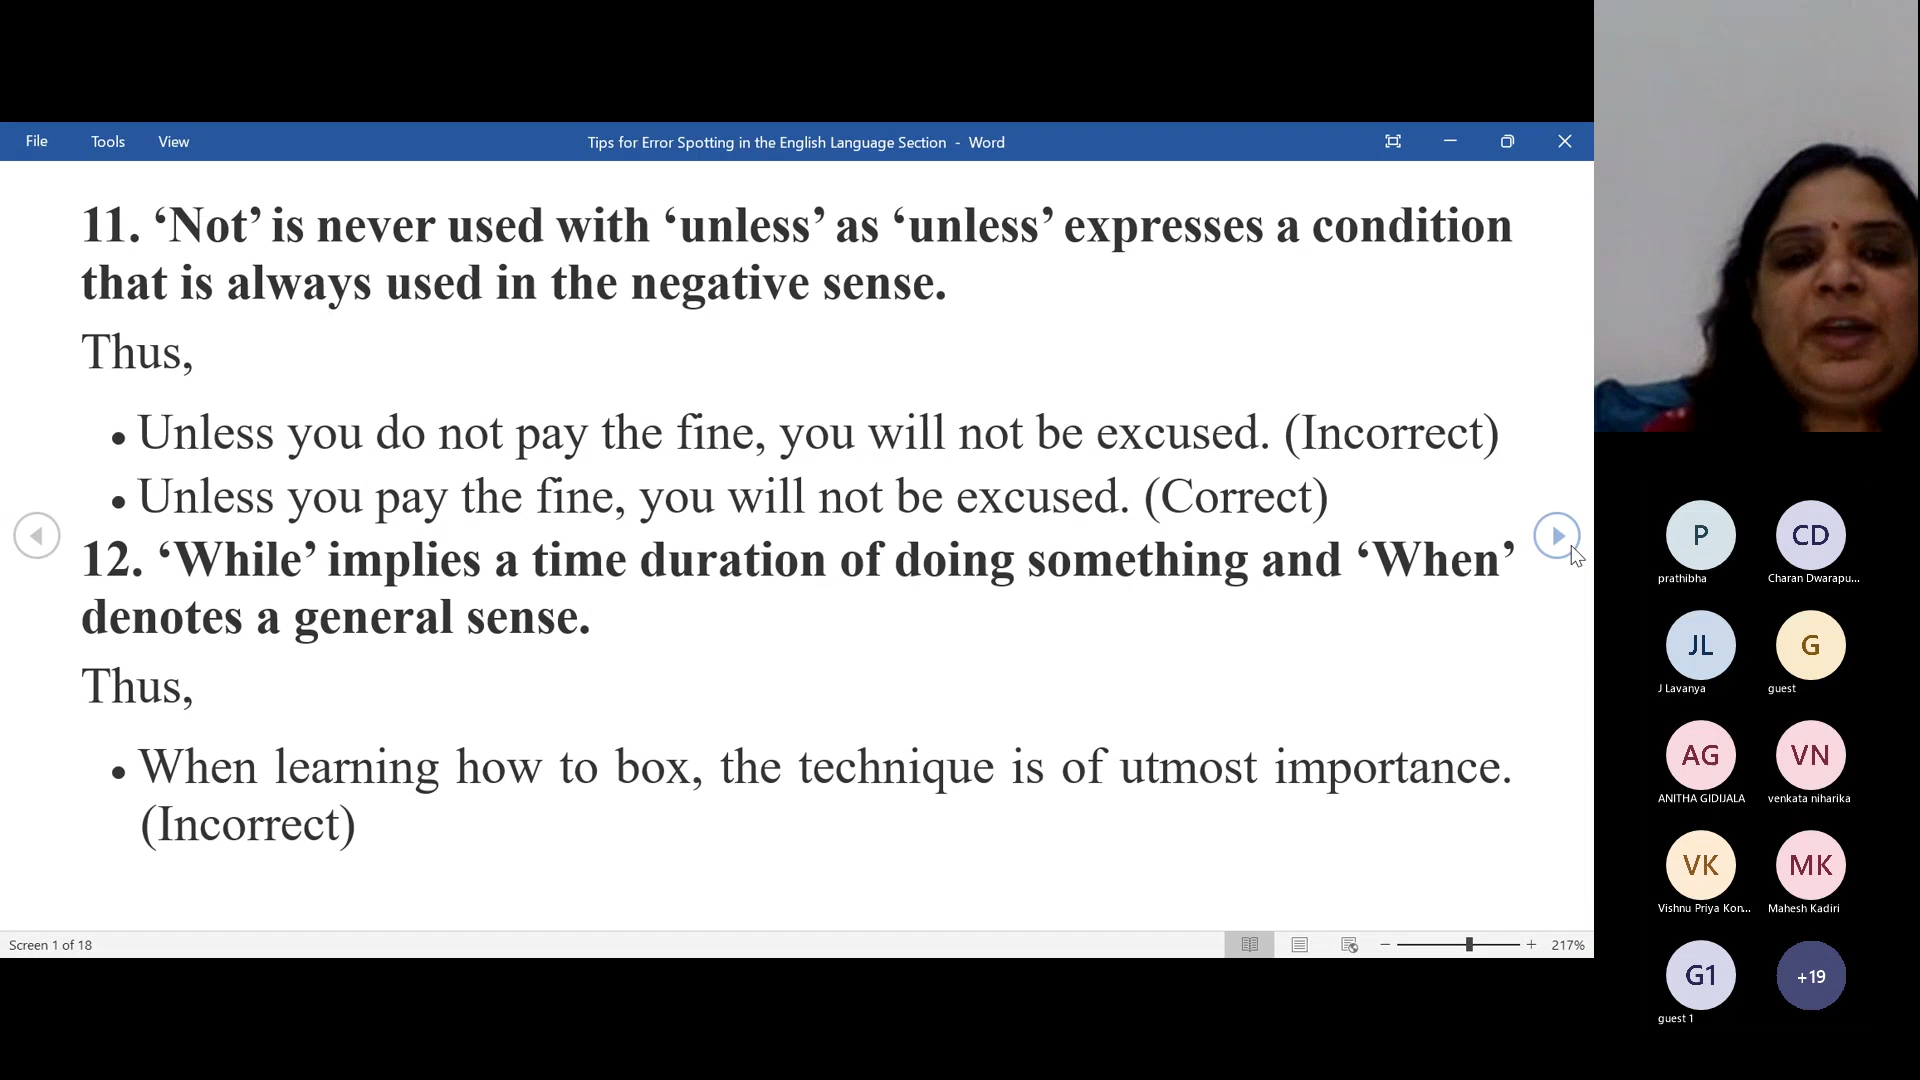 File Tools View Tips for Error Spotting in the English Language Section - Word
11. ‘Not’ is never used with ‘unless’ as ‘unless’ expresses a condition
that is always used in the negative sense.
Thus,
• Unless you do not pay the fine, you will not be excused. (Incorrect)
• Unless you pay the fine, you will not be excused. (Correct)
12. ‘While’ implies a time duration of doing something and ‘When’
denotes a general sense.
Thus,
• When learning how to box, the technique is of utmost importance.
(Incorrect)
Screen 1 of 18 217%
P CD
prathibha Charan Dwarapu...
JL G
J Lavanya guest
AG VN
ANITHA GIDIJALA venkata niharika
VK MK
Vishnu Priya Kon... Mahesh Kadiri
G1 +19
guest 1